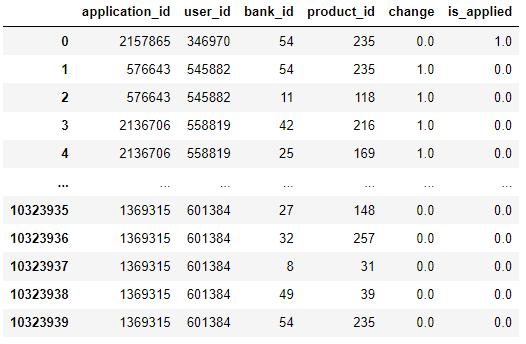 application_id user_id bank_id product_id change is_applied
0 2157865 346970 54 235 0.0 1.0
1 576643 545882 54 235 1.0 0.0
2 576643 545882 11 118 1.0 0.0
3 2136706 558819 42 216 1.0 0.0
4 2136706 558819 25 169 1.0 0.0
... ... ... ... ... ... ...
10323935 1369315 601384 27 148 0.0 0.0
10323936 1369315 601384 32 257 0.0 0.0
10323937 1369315 601384 8 31 0.0 0.0
10323938 1369315 601384 49 39 0.0 0.0
10323939 1369315 601384 54 235 0.0 0.0